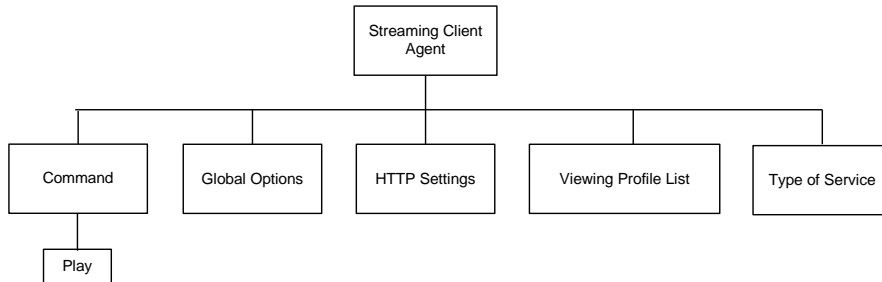 Streaming Client
Agent
Command
Global Options
HTTP Settings
Viewing Profile List
Type of Service
Play